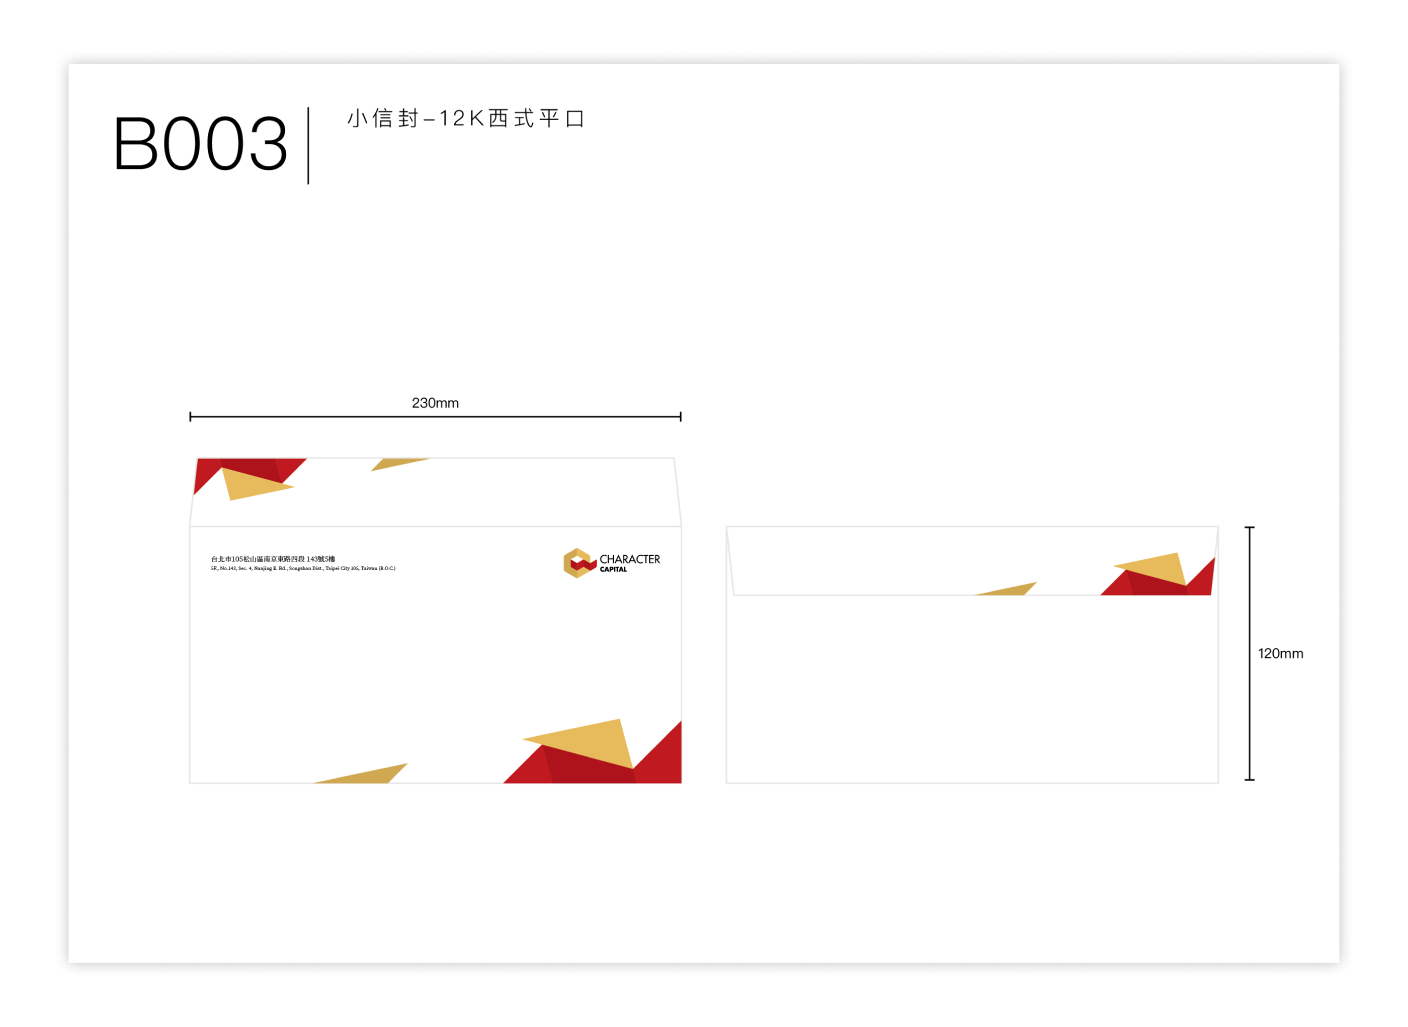 B003
小信封-12K西式平口
230mm
台北市105松山區南京東路四段 143號5樓
5F., No.143, Sec. 4, Nanjing E. Rd., Songshan Dist., Taipei City 105, Taiwan (R.O.C.)
CHARACTER
CAPITAL
120mm